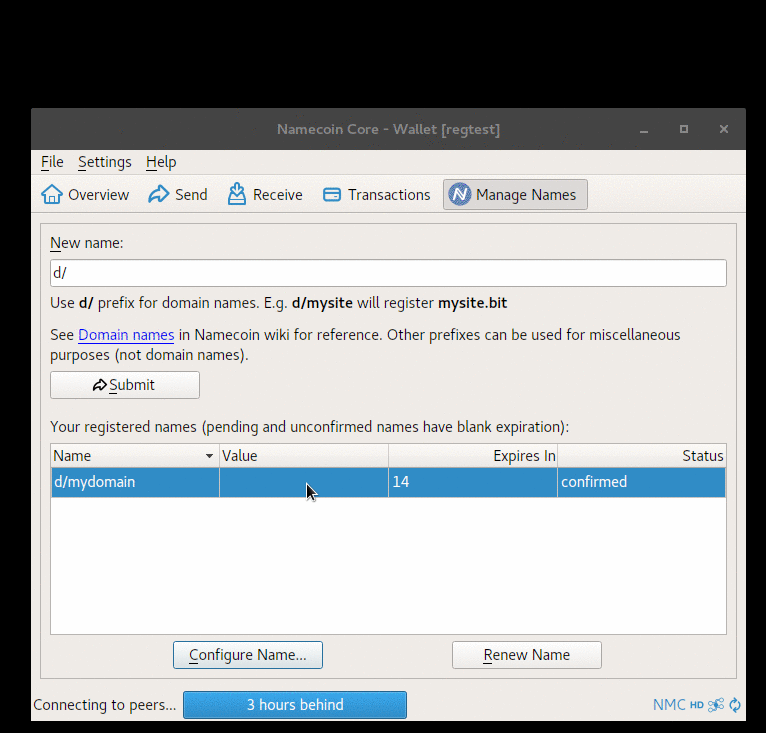 Namecoin Core - Wallet [regtest]
File Settings Help
Overview Send Receive Transactions Manage Names
New name:
d/
Use d/ prefix for domain names. E.g. d/mysite will register mysite.bit
See Domain names in Namecoin wiki for reference. Other prefixes can be used for miscellaneous
purposes (not domain names).
Submit
Your registered names (pending and unconfirmed names have blank expiration):
Name Value Expires In Status
d/mydomain 14 confirmed
Configure Name... Renew Name
Connecting to peers... 3 hours behind NMC HD